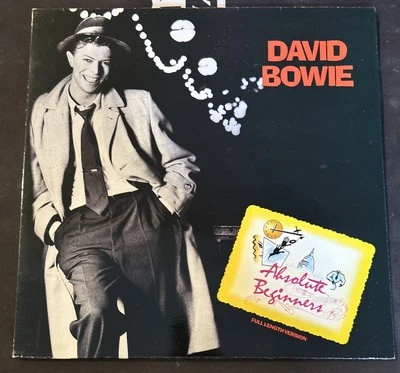 DAVID
BOWIE
Absolute
Beginners
FULL LENGTH VERSION